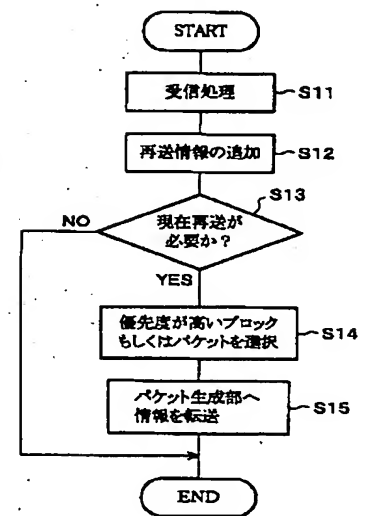 START
受信処理
S11
再送情報の追加
S12
S13
現在再送が
必要か？
NO
YES
優先度が高いブロック
もしくはパケットを選択
S14
パケット生成部へ
情報を転送
S15
END